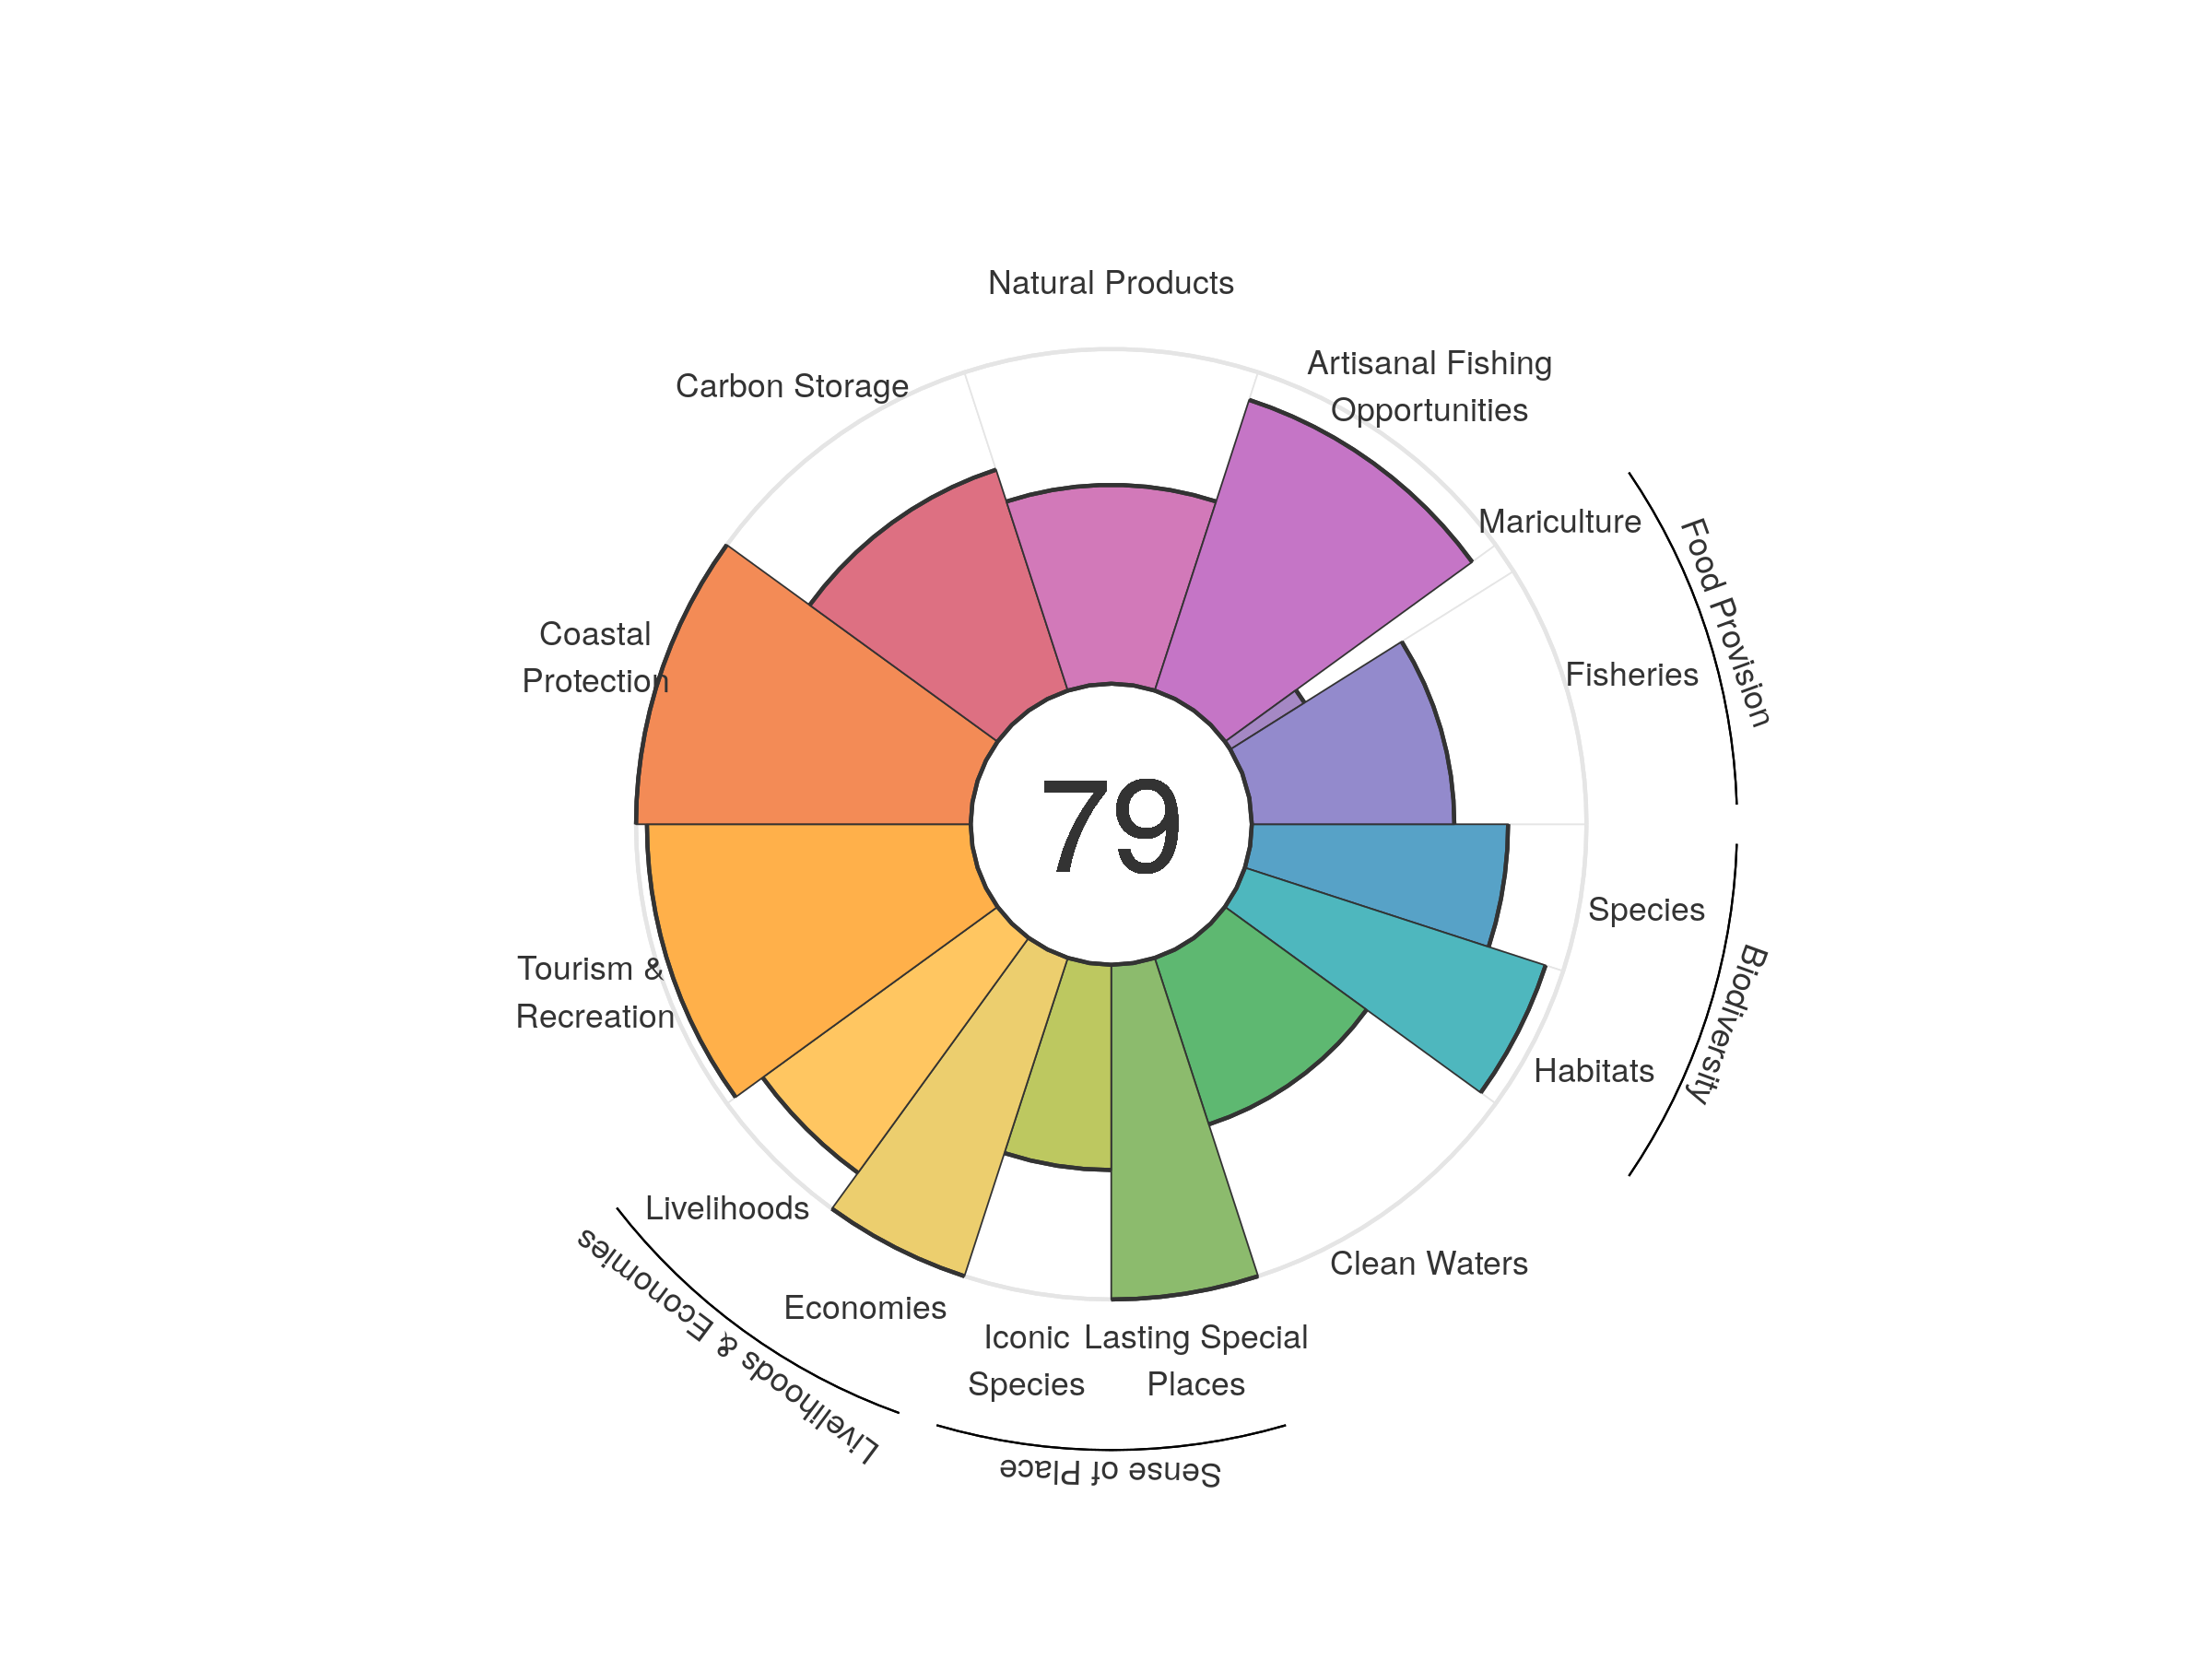 Natural Products
Artisanal Fishing
Opportunities
Carbon Storage
Mariculture
Food Provision
Fisheries
Coastal
Protection
79
Species
Biodiversity
Tourism &
Recreation
Habitats
Livelihoods
Livelihoods & Economies
Clean Waters
Economies
Iconic
Species
Lasting Special
Places
Sense of Place